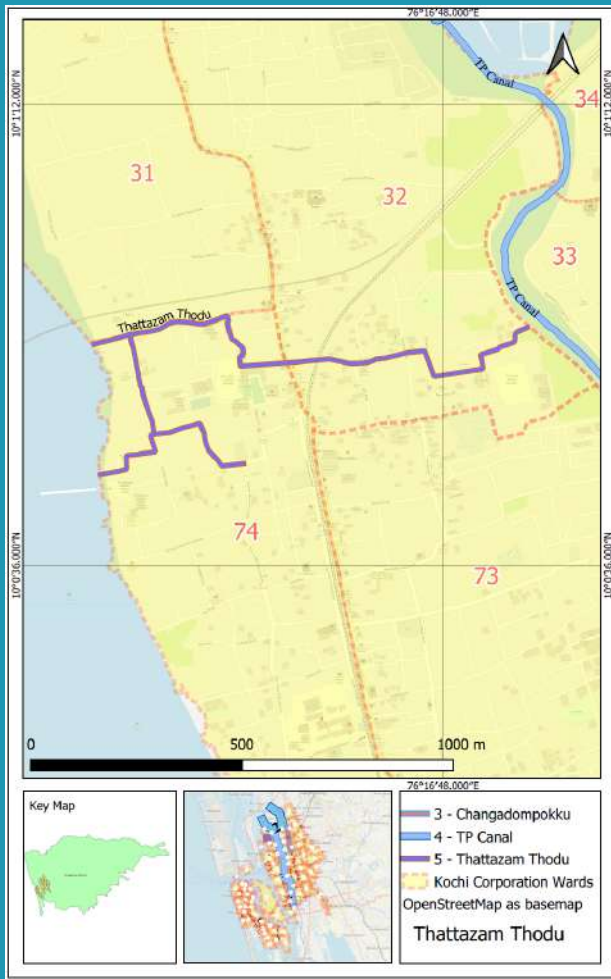 76°16'48.000"E
TP Canal
10°1'12.000"N
10°1'12.000"N
34
31
32
33
TP Canal
Thattazam Thodu
74
73
10°0'36.000"N
10°0'36.000"N
0 500 1000 m
76°16'48.000"E
Key Map
3 - Changadompokku
4 - TP Canal
5 - Thattazam Thodu
Kochi Corporation Wards
OpenStreetMap as basemap
Thattazam Thodu